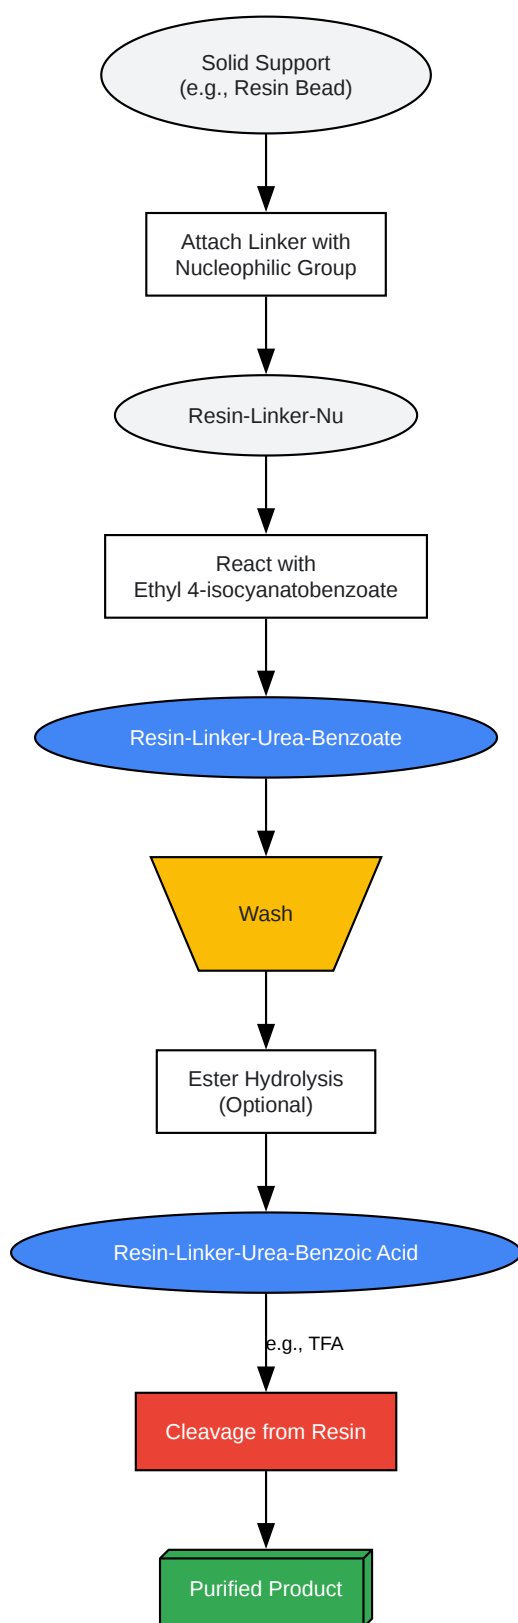 Solid Support
(e.g., Resin Bead)
Attach Linker with
Nucleophilic Group
Resin-Linker-Nu
React with
Ethyl 4-isocyanatobenzoate
Resin-Linker-Urea-Benzoate
Wash
Ester Hydrolysis
(Optional)
Resin-Linker-Urea-Benzoic Acid
e.g., TFA
Cleavage from Resin
Purified Product